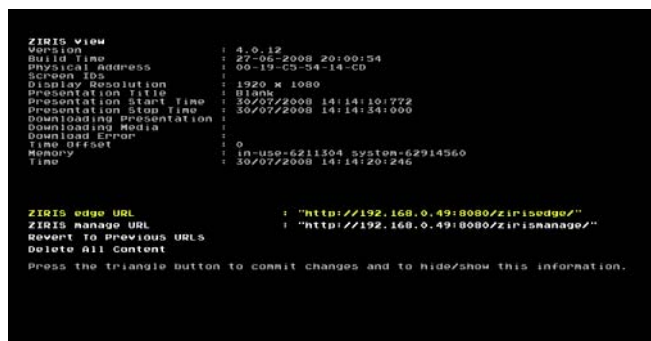 ZIRIS view
Version : 4.0.12
Build Time : 27-06-2008 20:00:54
Physical Address : 00-19-C5-54-14-CD
Screen IDs :
Display Resolution : 1920 x 1080
Presentation Title : Blank
Presentation Start Time : 30/07/2008 14:14:10:772
Presentation Stop Time : 30/07/2008 14:14:34:000
Downloading Presentation :
Downloading Media :
Download Error :
Time Offset : 0
Memory : in-use=6211304 system=62914560
Time : 30/07/2008 14:14:20:246
ZIRIS edge URL : "http://192.168.0.49:8080/zirisedge/"
ZIRIS manage URL : "http://192.168.0.49:8080/zirismanage/"
Revert To Previous URLs
Delete All Content
Press the triangle button to commit changes and to hide/show this information.